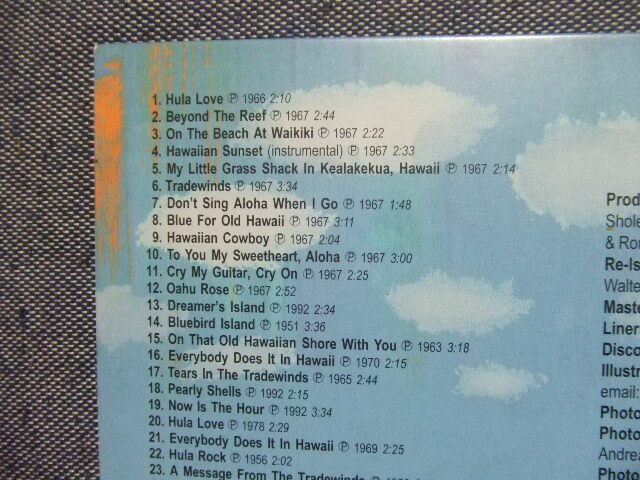 1. Hula Love ℗ 1966 2:10
2. Beyond The Reef ℗ 1967 2:44
3. On The Beach At Waikiki ℗ 1967 2:22
4. Hawaiian Sunset (instrumental) ℗ 1967 2:33
5. My Little Grass Shack In Kealakekua, Hawaii ℗ 1967 2:14
6. Tradewinds ℗ 1967 3:34
7. Don't Sing Aloha When I Go ℗ 1967 1:48
8. Blue For Old Hawaii ℗ 1967 3:11
9. Hawaiian Cowboy ℗ 1967 2:04
10. To You My Sweetheart, Aloha ℗ 1967 3:00
11. Cry My Guitar, Cry On ℗ 1967 2:25
12. Oahu Rose ℗ 1967 2:52
13. Dreamer's Island ℗ 1992 2:34
14. Bluebird Island ℗ 1951 3:36
15. On That Old Hawaiian Shore With You ℗ 1963 3:18
16. Everybody Does It In Hawaii ℗ 1970 2:15
17. Tears In The Tradewinds ℗ 1965 2:44
18. Pearly Shells ℗ 1992 2:15
19. Now Is The Hour ℗ 1992 3:34
20. Hula Love ℗ 1978 2:29
21. Everybody Does It In Hawaii ℗ 1969 2:25
22. Hula Rock ℗ 1956 2:02
23. A Message From The Tradewinds
Prod
Shole
& Ro
Re-Is
Walte
Maste
Liner
Disco
Illustr
email:
Photo
Photo
Andrea
Photo